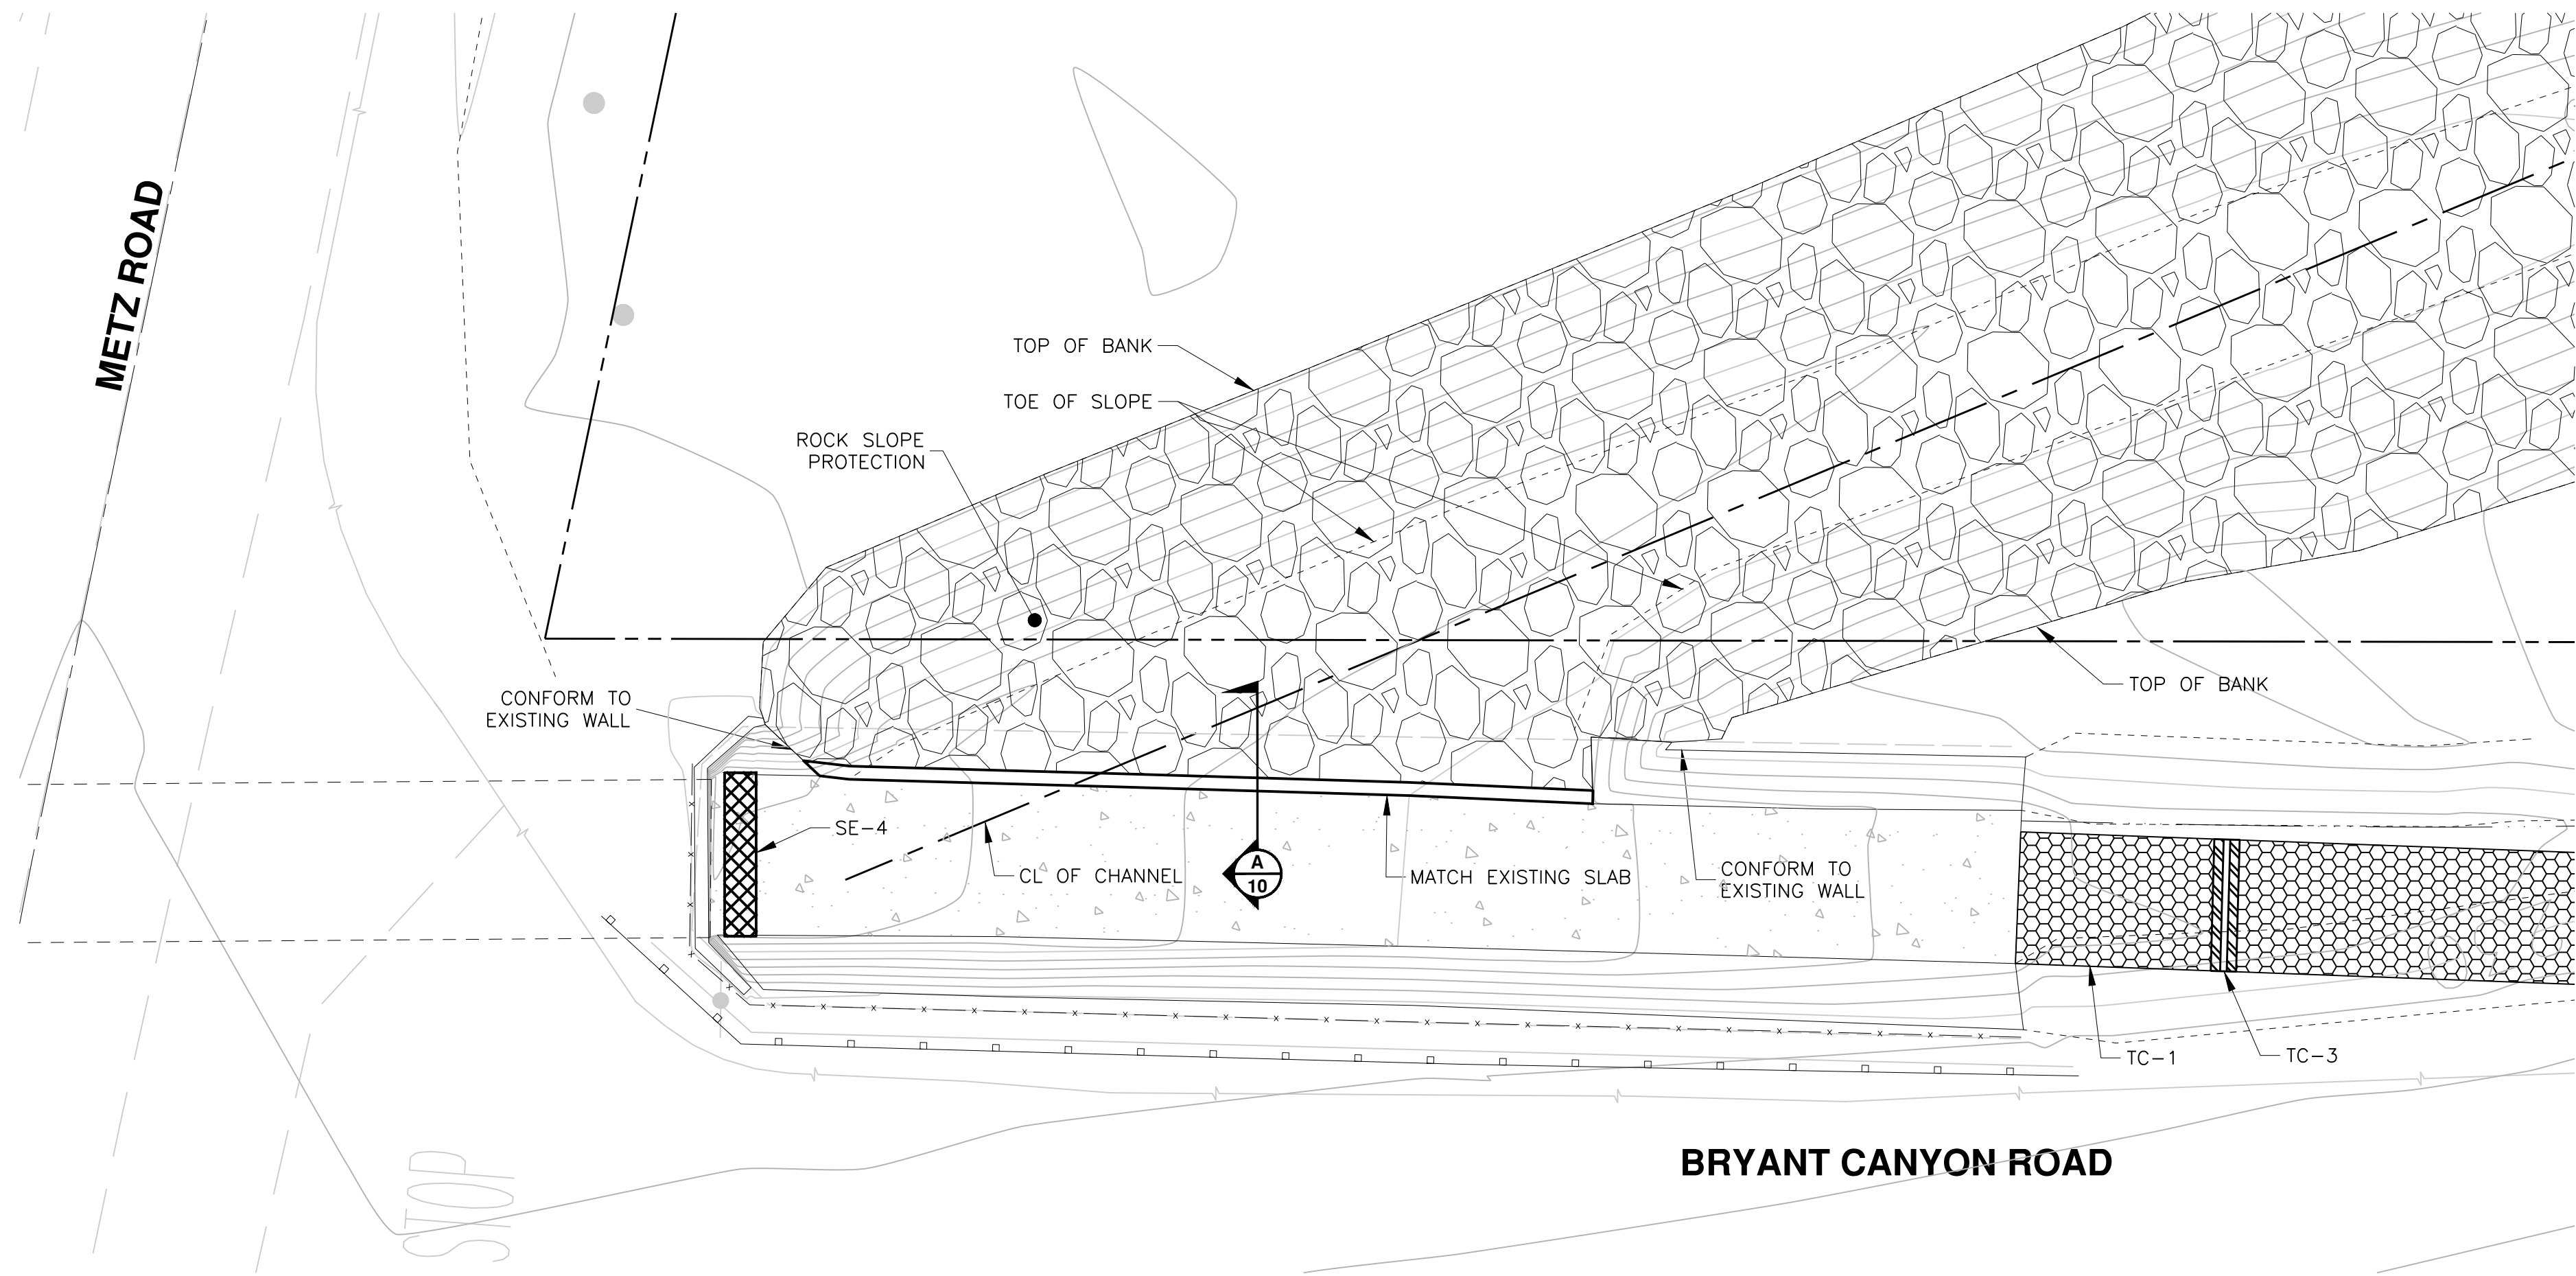 METZ ROAD
TOP OF BANK
TOE OF SLOPE
ROCK SLOPE
PROTECTION
CONFORM TO
EXISTING WALL
TOP OF BANK
SE-4
CL OF CHANNEL
A
10
MATCH EXISTING SLAB
CONFORM TO
EXISTING WALL
TC-1
TC-3
BRYANT CANYON ROAD
STOP